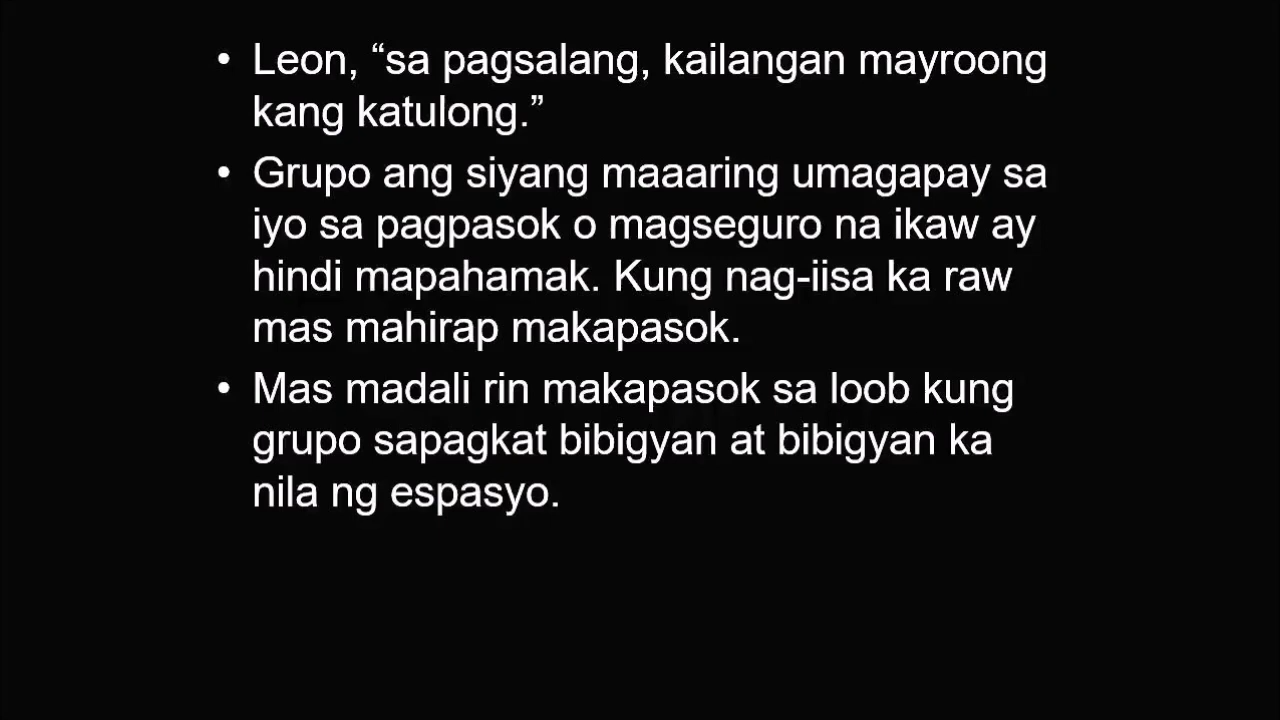 • Leon, “sa pagsalang, kailangan mayroong
kang katulong.”
• Grupo ang siyang maaaring umagapay sa
iyo sa pagpasok o magseguro na ikaw ay
hindi mapahamak. Kung nag-iisa ka raw
mas mahirap makapasok.
• Mas madali rin makapasok sa loob kung
grupo sapagkat bibigyan at bibigyan ka
nila ng espasyo.